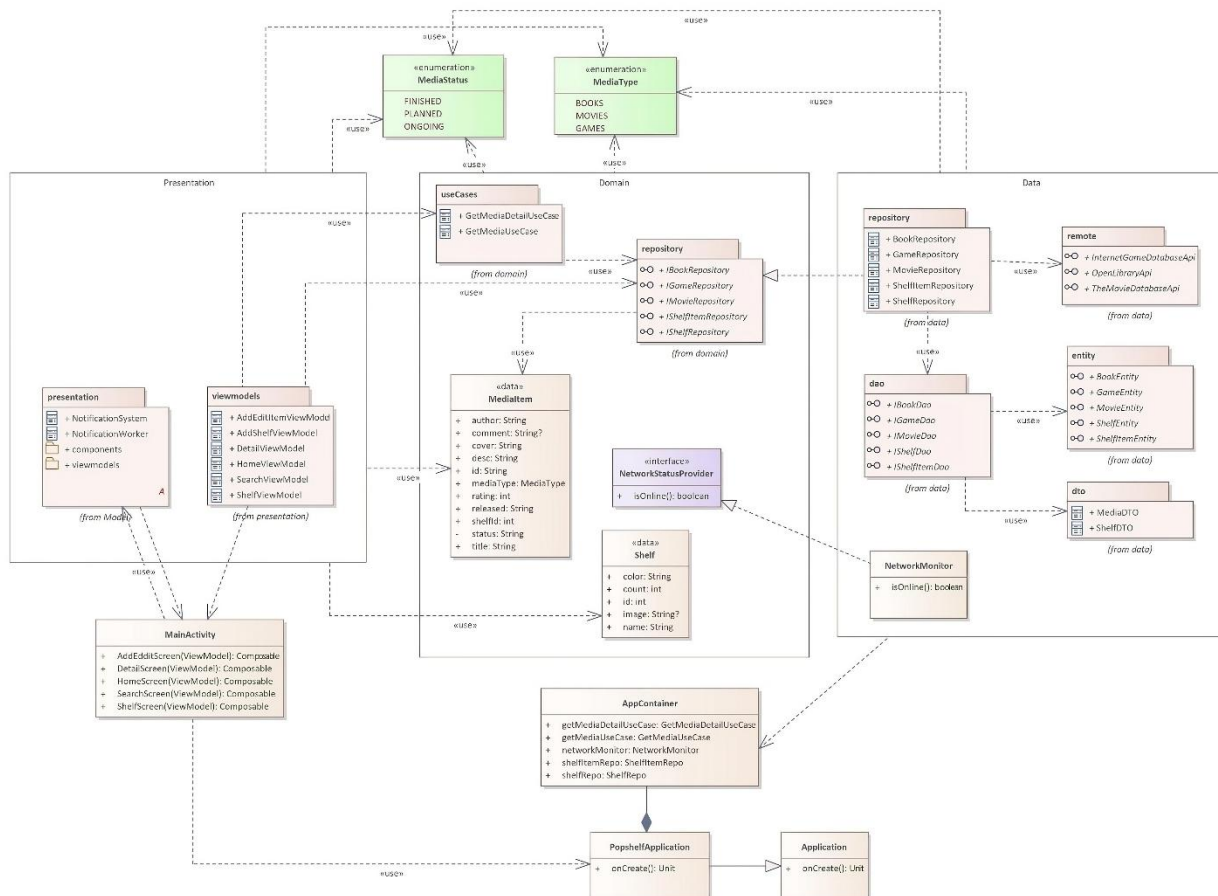 «use»
«use»
«enumeration»
MediaStatus
FINISHED
PLANNED
ONGOING
«enumeration»
MediaType
BOOKS
MOVIES
GAMES
«use»
«use»
«use»
«use»
Presentation
Domain
Data
useCases
+ GetMediaDetailUseCase
+ GetMediaUseCase
(from domain)
«use»
repository
+ IBookRepository
+ IGameRepository
+ IMovieRepository
+ IShelfItemRepository
+ IShelfRepository
(from domain)
«use»
«use»
repository
+ BookRepository
+ GameRepository
+ MovieRepository
+ ShelfItemRepository
+ ShelfRepository
(from data)
remote
+ InternetGameDatabaseApi
+ OpenLibraryApi
+ TheMovieDatabaseApi
(from data)
«use»
«use»
«use»
dao
+ IBookDao
+ IGameDao
+ IMovieDao
+ IShelfDao
+ IShelfItemDao
(from data)
entity
+ BookEntity
+ GameEntity
+ MovieEntity
+ ShelfEntity
+ ShelfItemEntity
(from data)
«use»
dto
+ MediaDTO
+ ShelfDTO
(from data)
«use»
presentation
+ NotificationSystem
+ NotificationWorker
+ components
+ viewmodels
A
(from Model)
viewmodels
+ AddEditItemViewModel
+ AddShelfViewModel
+ DetailViewModel
+ HomeViewModel
+ SearchViewModel
+ ShelfViewModel
(from presentation)
«data»
MediaItem
+ author: String
+ comment: String?
+ cover: String
+ desc: String
+ id: String
+ mediaType: MediaType
+ rating: int
+ released: String
+ shelfId: int
- status: String
+ title: String
«use»
«interface»
NetworkStatusProvider
+ isOnline(): boolean
«data»
Shelf
+ color: String
+ count: int
+ id: int
+ image: String?
+ name: String
«use»
NetworkMonitor
+ isOnline(): boolean
«use»
MainActivity
+ AddEdditScreen(ViewModel): Composable
+ DetailScreen(ViewModel): Composable
+ HomeScreen(ViewModel): Composable
+ SearchScreen(ViewModel): Composable
+ ShelfScreen(ViewModel): Composable
AppContainer
+ getMediaDetailUseCase: GetMediaDetailUseCase
+ getMediaUseCase: GetMediaUseCase
+ networkMonitor: NetworkMonitor
+ shelfItemRepo: ShelfItemRepo
+ shelfRepo: ShelfRepo
PopshelfApplication
+ onCreate(): Unit
Application
+ onCreate(): Unit
«use»